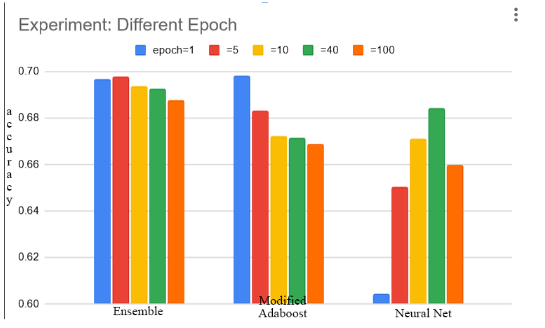 Experiment: Different Epoch
epoch=1 =5 =10 =40 =100
0.70
0.68
0.66
0.64
0.62
0.60
accuracy
Ensemble
Modified
Adaboost
Neural Net